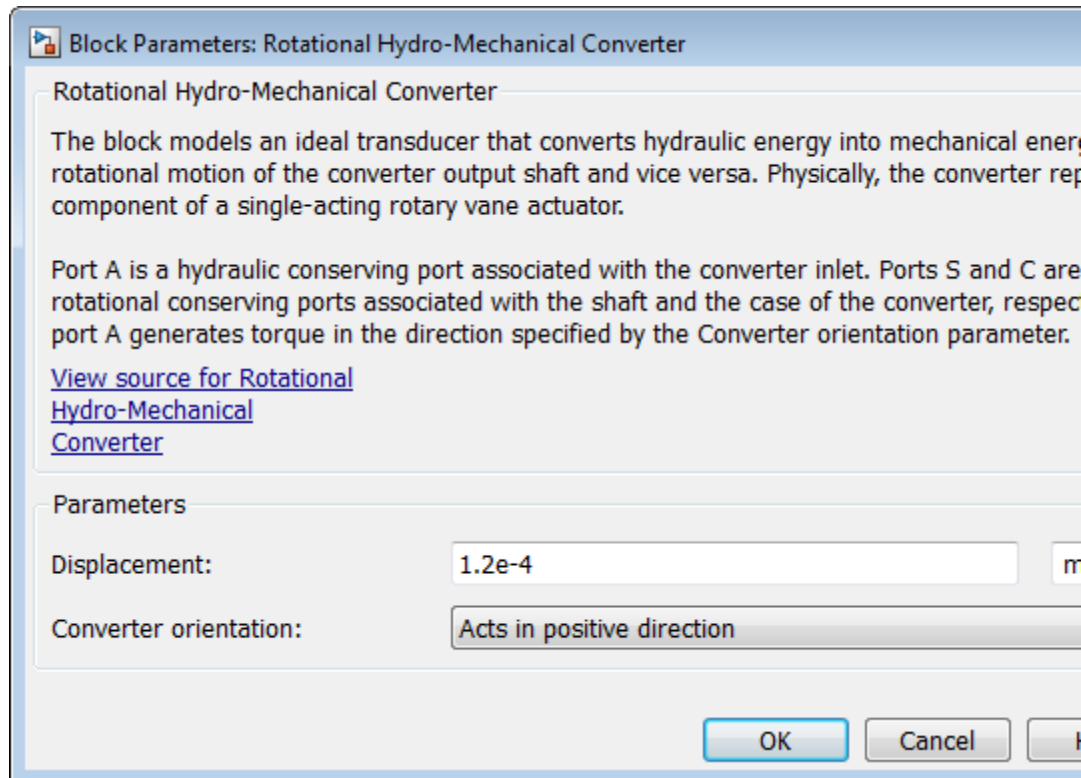 Block Parameters: Rotational Hydro-Mechanical Converter
Rotational Hydro-Mechanical Converter
The block models an ideal transducer that converts hydraulic energy into mechanical
rotational motion of the converter output shaft and vice versa. Physically, the converter
component of a single-acting rotary vane actuator.
Port A is a hydraulic conserving port associated with the converter inlet. Ports S and C are
rotational conserving ports associated with the shaft and the case of the converter,
port A generates torque in the direction specified by the Converter orientation parameter.
View source for Rotational
Hydro-Mechanical
Converter
Parameters
Displacement: 1.2e-4
Converter orientation: Acts in positive direction
OK Cancel